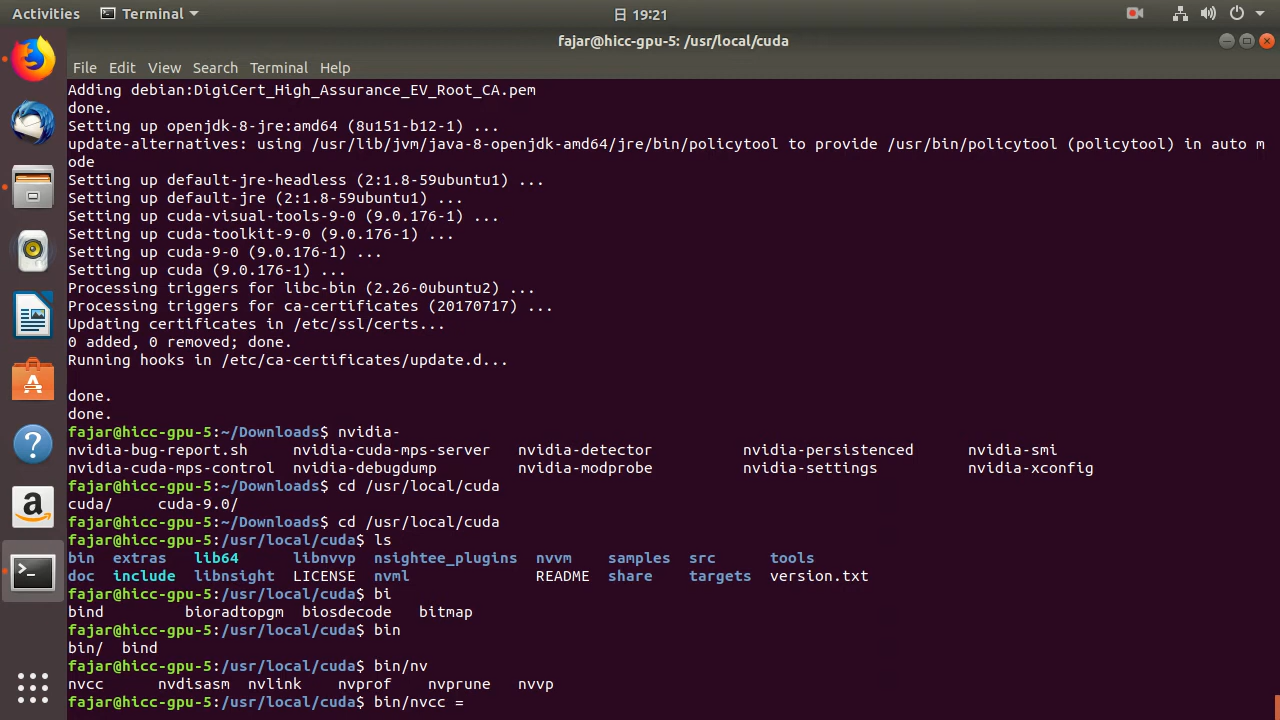 Activities Terminal 日 19:21
fajar@hicc-gpu-5: /usr/local/cuda
File Edit View Search Terminal Help
Adding debian:DigiCert_High_Assurance_EV_Root_CA.pem
done.
Setting up openjdk-8-jre:amd64 (8u151-b12-1) ...
update-alternatives: using /usr/lib/jvm/java-8-openjdk-amd64/jre/bin/policytool to provide /usr/bin/policytool (policytool) in auto m
ode
Setting up default-jre-headless (2:1.8-59ubuntu1) ...
Setting up default-jre (2:1.8-59ubuntu1) ...
Setting up cuda-visual-tools-9-0 (9.0.176-1) ...
Setting up cuda-toolkit-9-0 (9.0.176-1) ...
Setting up cuda-9-0 (9.0.176-1) ...
Setting up cuda (9.0.176-1) ...
Processing triggers for libc-bin (2.26-0ubuntu2) ...
Processing triggers for ca-certificates (20170717) ...
Updating certificates in /etc/ssl/certs...
0 added, 0 removed; done.
Running hooks in /etc/ca-certificates/update.d...
done.
done.
fajar@hicc-gpu-5:~/Downloads$ nvidia-
nvidia-bug-report.sh nvidia-cuda-mps-server nvidia-detector nvidia-persistenced nvidia-smi
nvidia-cuda-mps-control nvidia-debugdump nvidia-modprobe nvidia-settings nvidia-xconfig
fajar@hicc-gpu-5:~/Downloads$ cd /usr/local/cuda
cuda/ cuda-9.0/
fajar@hicc-gpu-5:~/Downloads$ cd /usr/local/cuda
fajar@hicc-gpu-5:/usr/local/cuda$ ls
bin extras lib64 libnvvp nsightee_plugins nvvm samples src tools
doc include libnsight LICENSE nvml README share targets version.txt
fajar@hicc-gpu-5:/usr/local/cuda$ bi
bind bioradtopgm biosdecode bitmap
fajar@hicc-gpu-5:/usr/local/cuda$ bin
bin/ bind
fajar@hicc-gpu-5:/usr/local/cuda$ bin/nv
nvcc nvdisasm nvlink nvprof nvprune nvvp
fajar@hicc-gpu-5:/usr/local/cuda$ bin/nvcc =